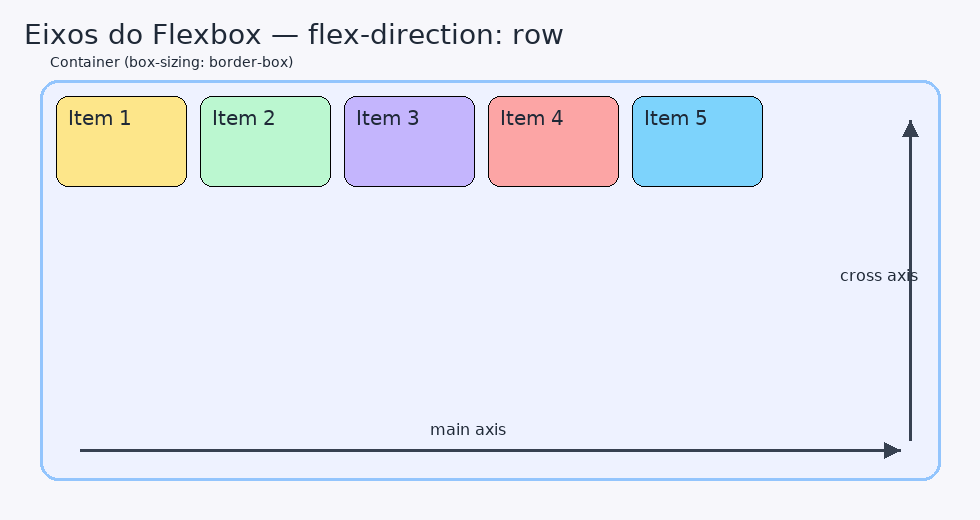 Eixos do Flexbox — flex-direction: row
Container (box-sizing: border-box)
Item 1
Item 2
Item 3
Item 4
Item 5
cross axis
main axis